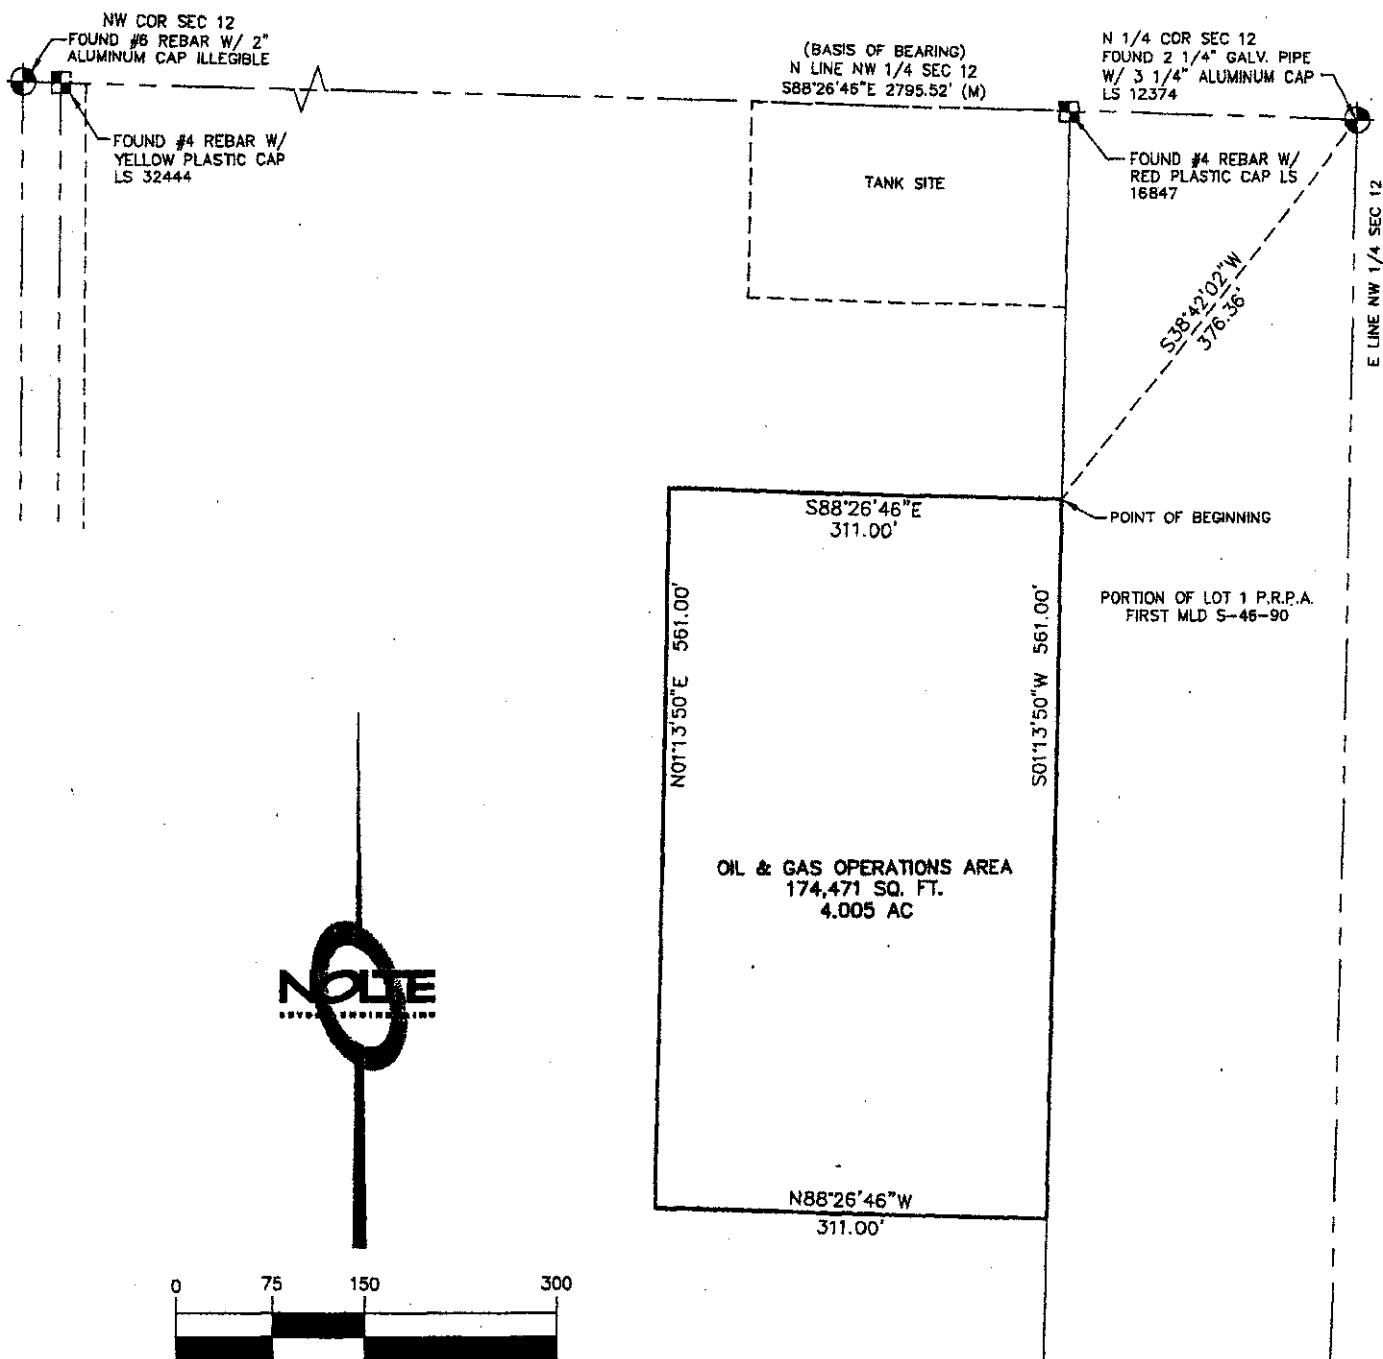 NW COR SEC 12
FOUND #6 REBAR W/ 2"
ALUMINUM CAP ILLEGIBLE
FOUND #4 REBAR W/
YELLOW PLASTIC CAP
LS 32444
(BASIS OF BEARING)
N LINE NW 1/4 SEC 12
S88°26'46"E 2795.52' (M)
N 1/4 COR SEC 12
FOUND 2 1/4" GALV. PIPE
W/ 3 1/4" ALUMINUM CAP
LS 12374
FOUND #4 REBAR W/
RED PLASTIC CAP LS
16847
TANK SITE
E LINE NW 1/4 SEC 12
S38°42'02"W
376.36'
S88°26'46"E
311.00'
POINT OF BEGINNING
N01°13'50"E 561.00'
S01°13'50"W 561.00'
PORTION OF LOT 1 P.R.P.A.
FIRST MLD S-46-90
OIL & GAS OPERATIONS AREA
174,471 SQ. FT.
4.005 AC
NOLTE
N88°26'46"W
311.00'
0 75 150 300